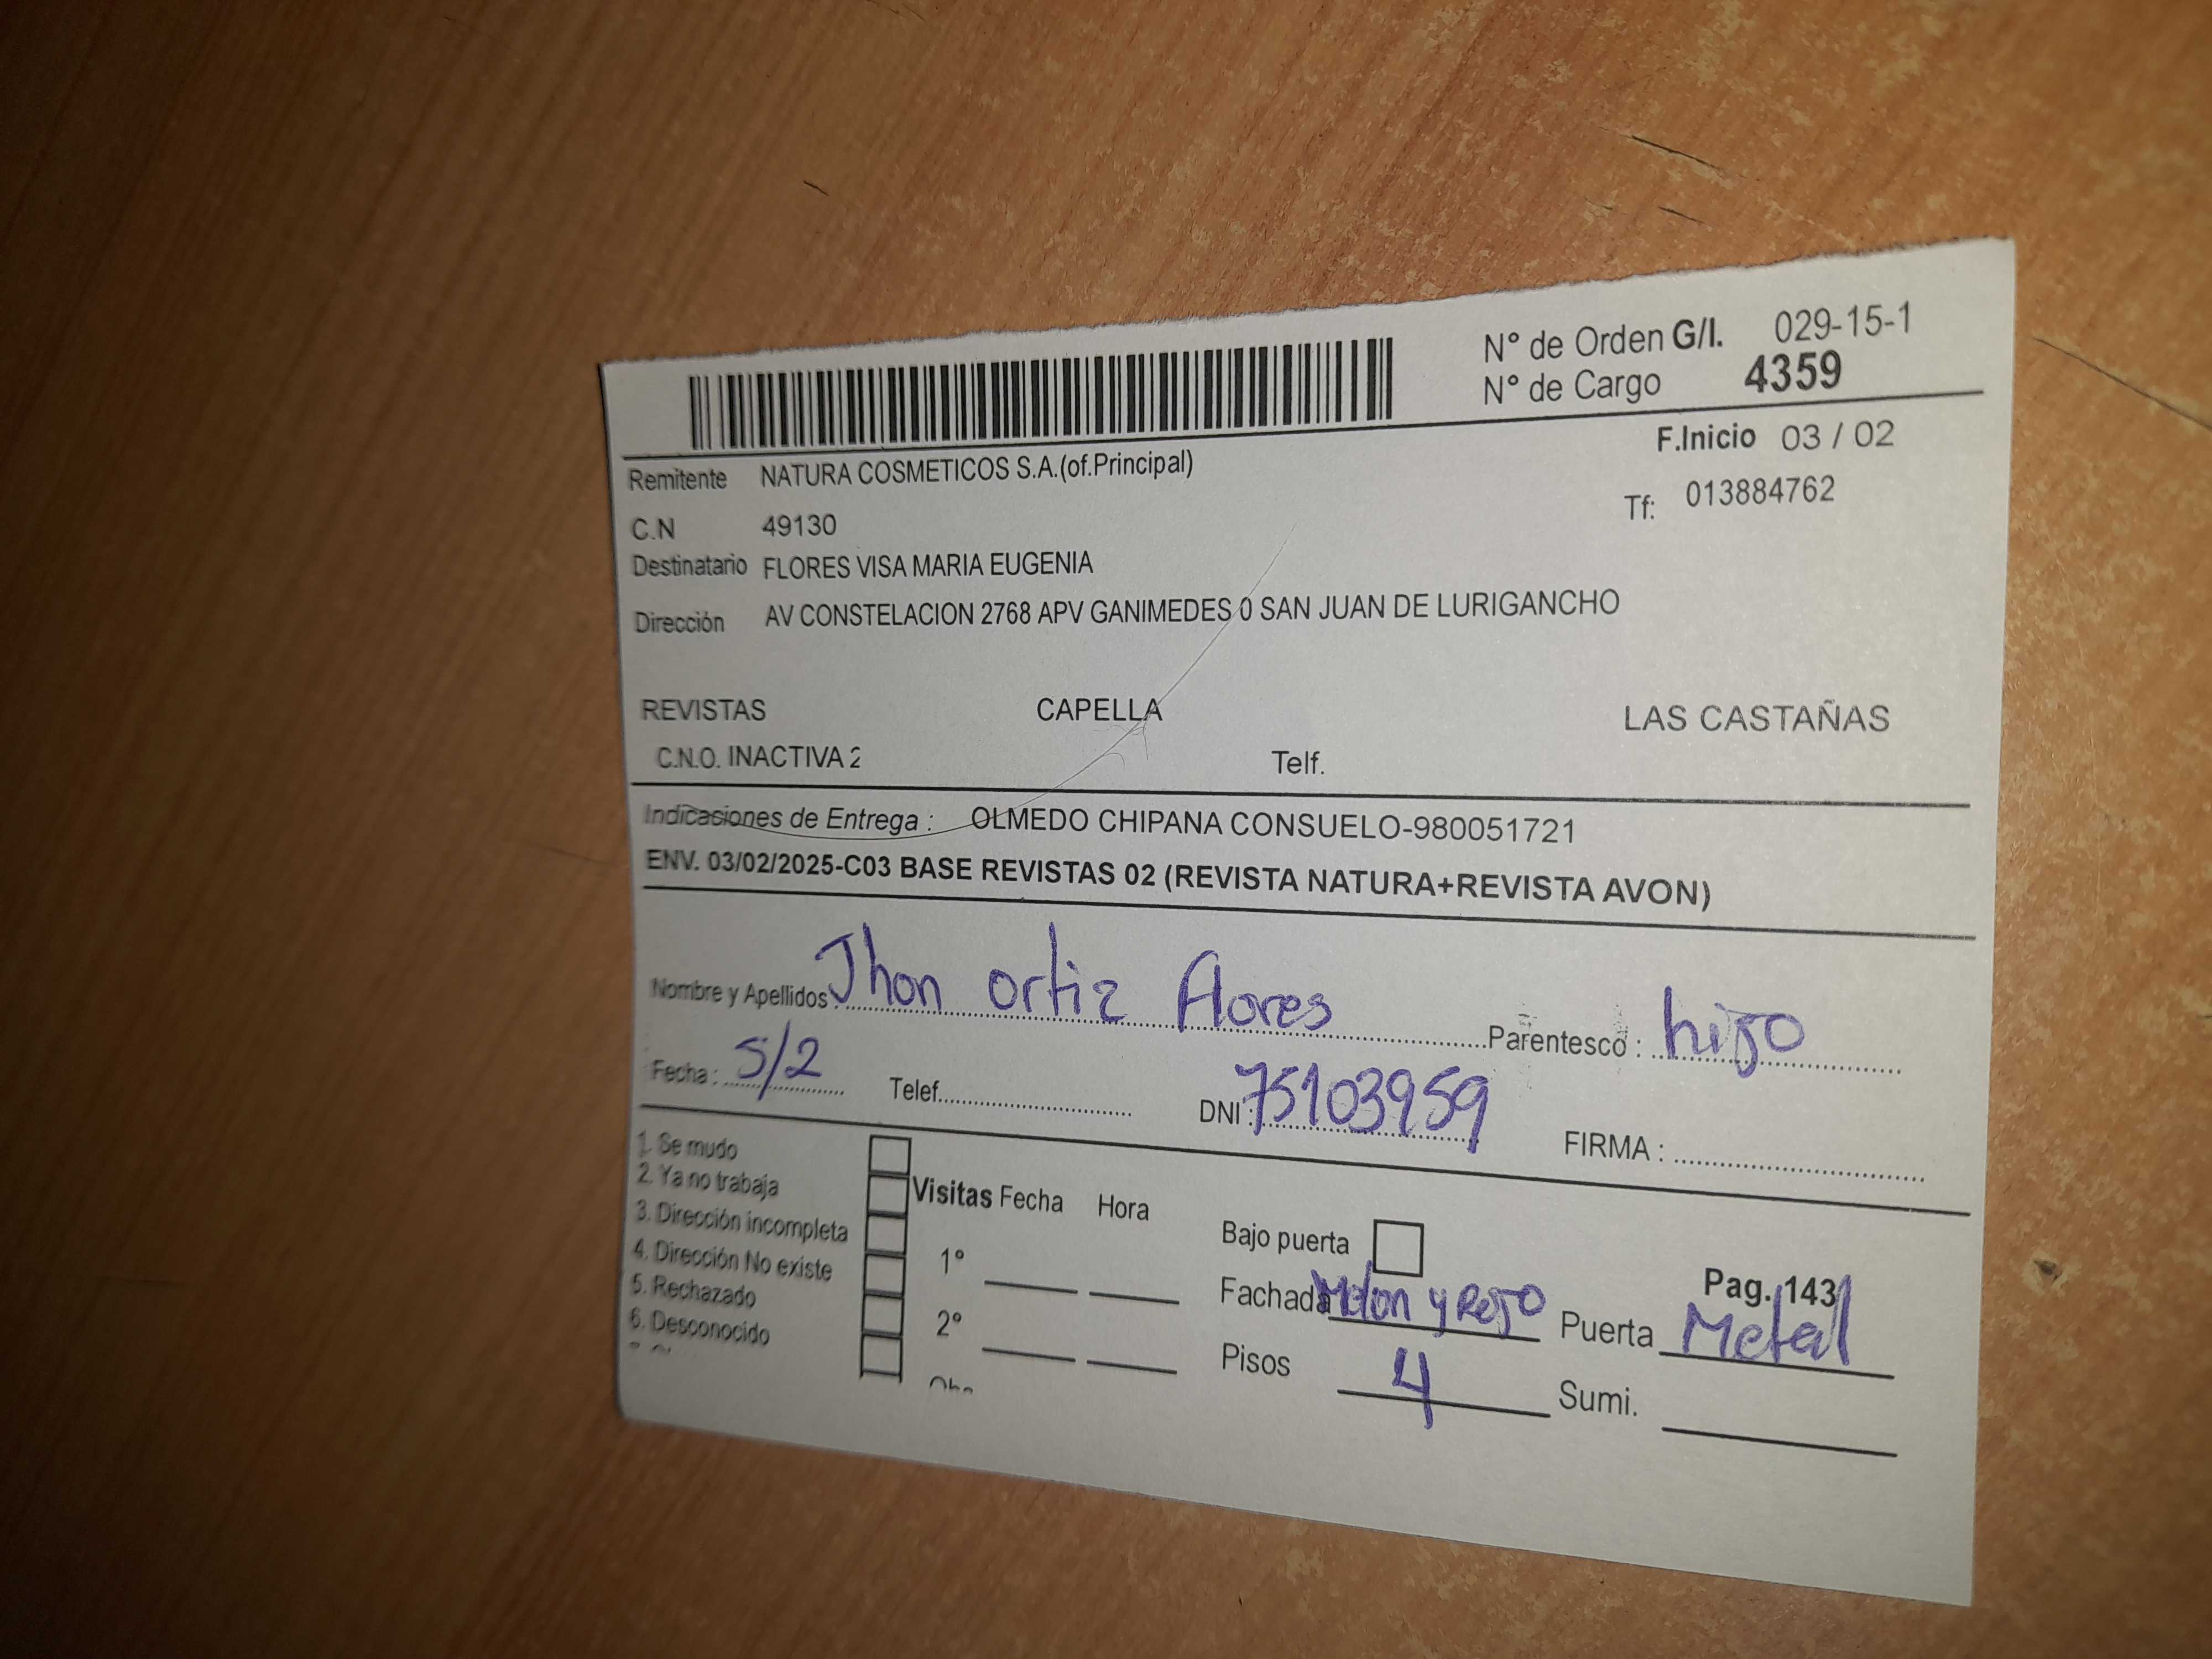 N° de Orden G/I. 029-15-1
N° de Cargo 4359
F.Inicio 03 / 02
Remitente NATURA COSMETICOS S.A.(of.Principal)
Tf: 013884762
C.N 49130
Destinatario FLORES VISA MARIA EUGENIA
Dirección AV CONSTELACION 2768 APV GANIMEDES 0 SAN JUAN DE LURIGANCHO
REVISTAS CAPELLA LAS CASTAÑAS
C.N.O. INACTIVA 2 Telf.
Indicasiones de Entrega : OLMEDO CHIPANA CONSUELO-980051721
ENV. 03/02/2025-C03 BASE REVISTAS 02 (REVISTA NATURA+REVISTA AVON)
Nombre y Apellidos : Jhon ortiz flores Parentesco : hijo
Fecha : 5/2 Telef. DNI : 75103959 FIRMA :
1. Se mudo
2. Ya no trabaja
3. Dirección incompleta
4. Dirección No existe
5. Rechazado
6. Desconocido
Visitas Fecha Hora
1°
2°
Bajo puerta
Pag. 143
Fachada Melon y Rojo Puerta Metal
Pisos 4 Sumi.